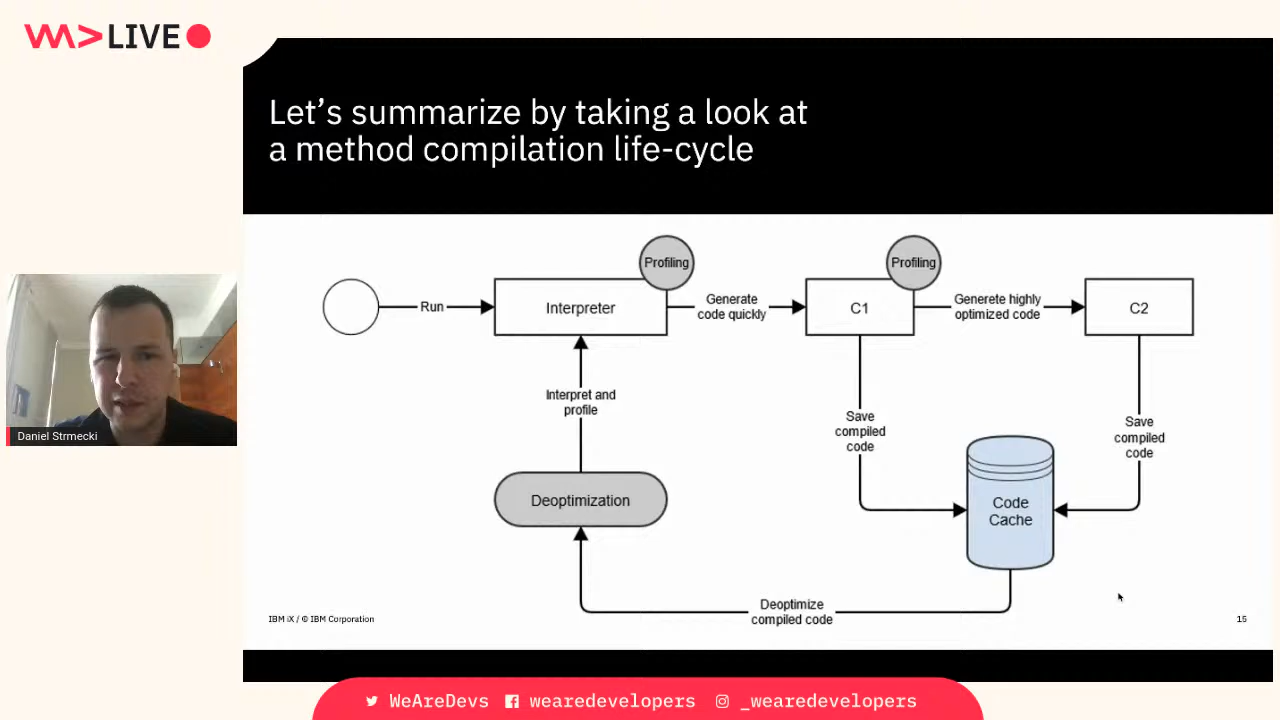 LIVE
Let's summarize by taking a look at
a method compilation life-cycle
Profiling
Profiling
Run
Interpreter
Generate
code quickly
C1
Generete highly
optimized code
C2
Interpret and
profile
Save
compiled
code
Save
compiled
code
Daniel Strmecki
Deoptimization
Code
Cache
Deoptimize
compiled code
IBM iX / © IBM Corporation
15
WeAreDevs wearedevelopers _wearedevelopers